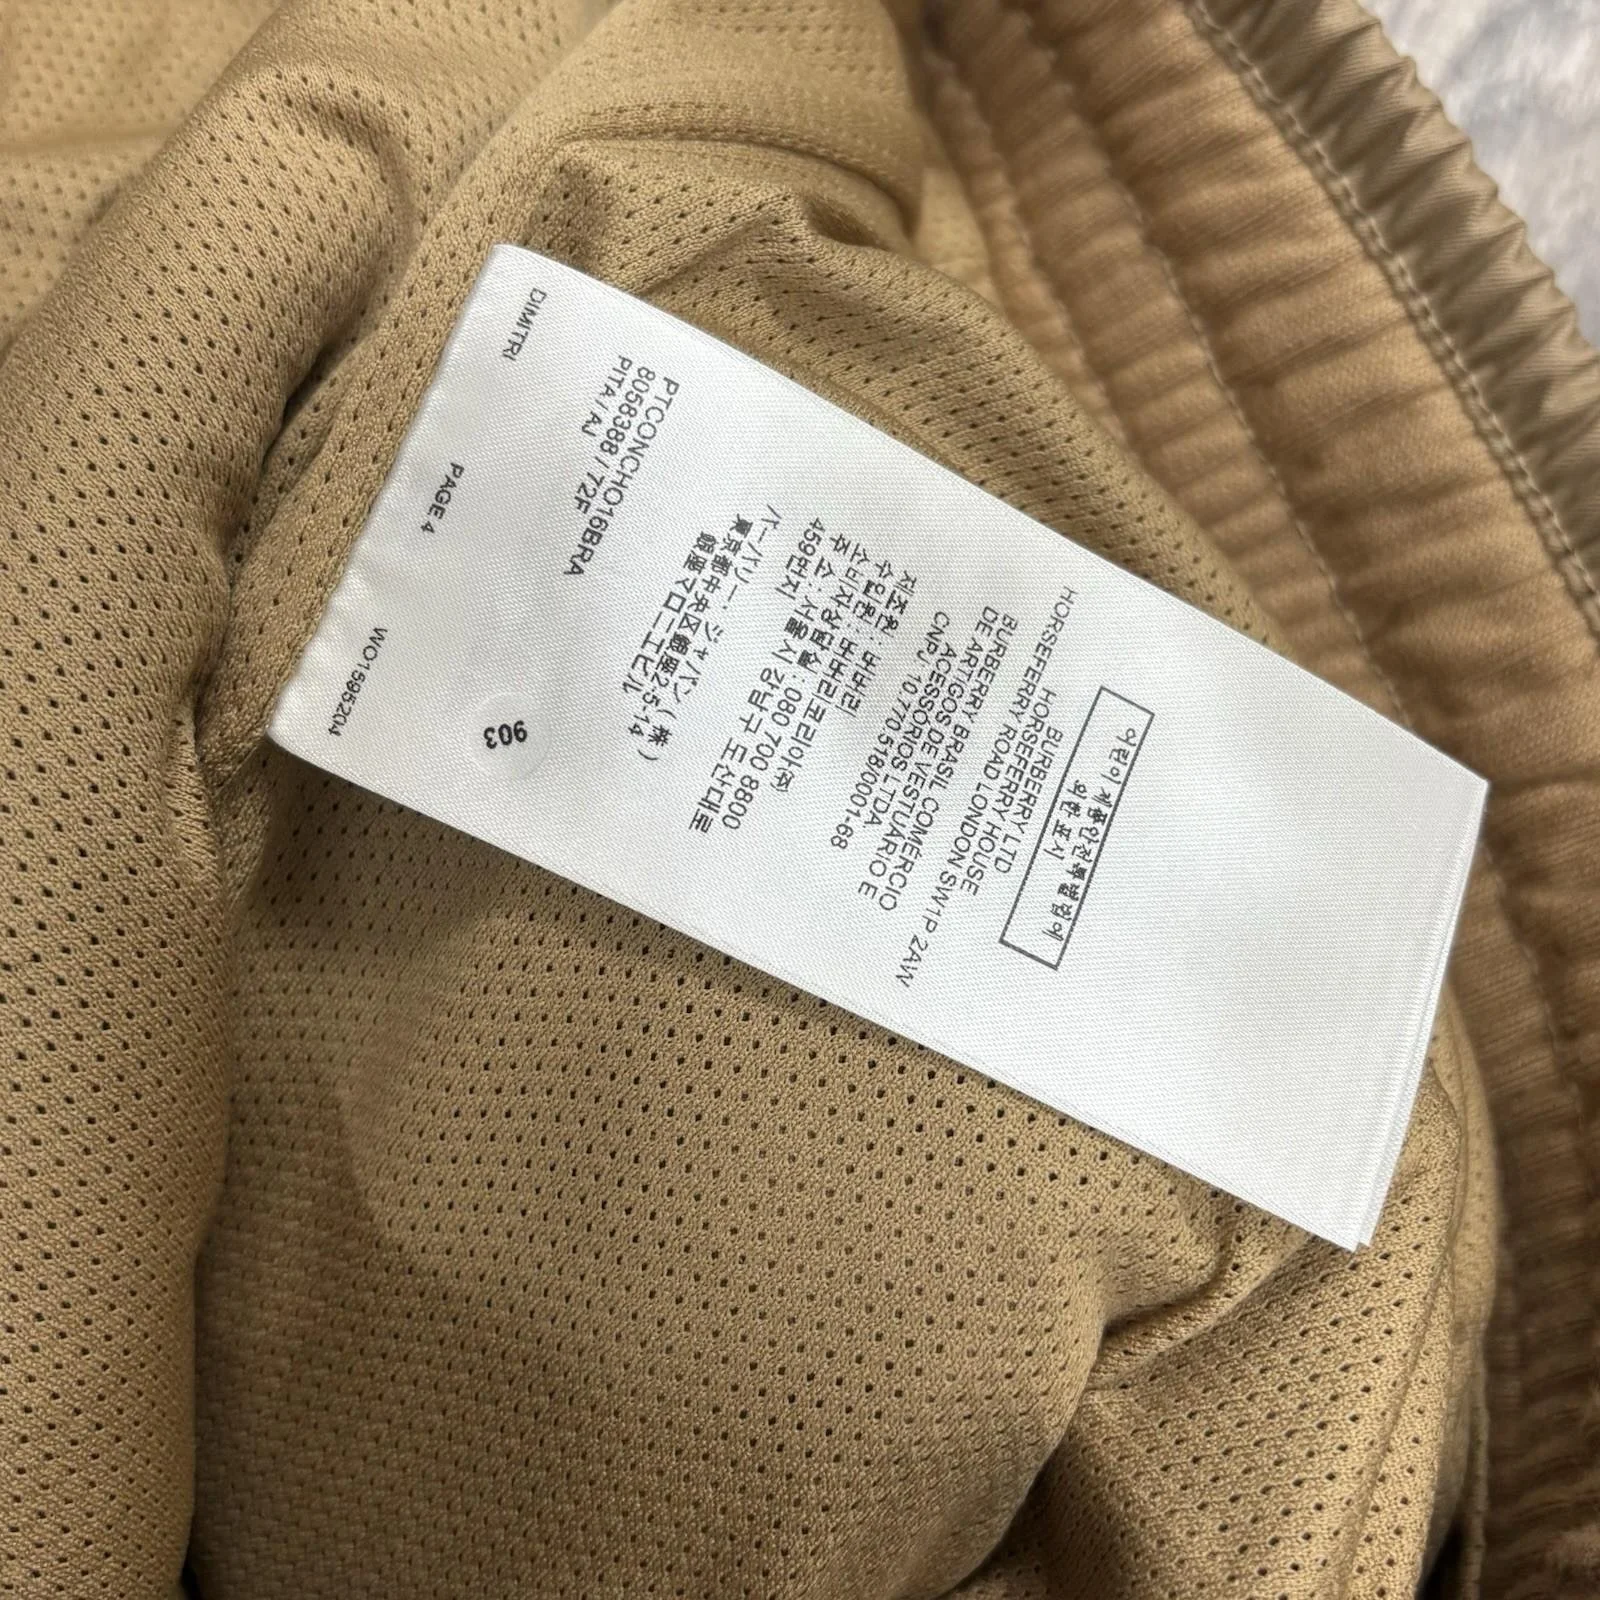 어린이제품안전특별법에
의한 표시
BURBERRY LTD
HORSEFERRY HOUSE
HORSEFERRY ROAD LONDON SW1P 2AW
BURBERRY BRASIL COMÉRCIO
DE ARTIGOS DE VESTUÁRIO E
ACESSÓRIOS LTDA.
CNPJ 10.770.518/0001-68
제조원 : 버버리
수입원 : 버버리코리아㈜
소비자상담실 : 080 700 8800
주 소 : 서울시 강남구 도산대로
459번지
バーバリー・ジャパン(株)
東京都中央区銀座2-5-14
銀座マロニエビル
PTCONCHO16BRA
8058388 / 72F
PITA / AJ
DIMITRI
PAGE 4
WO1595204
903